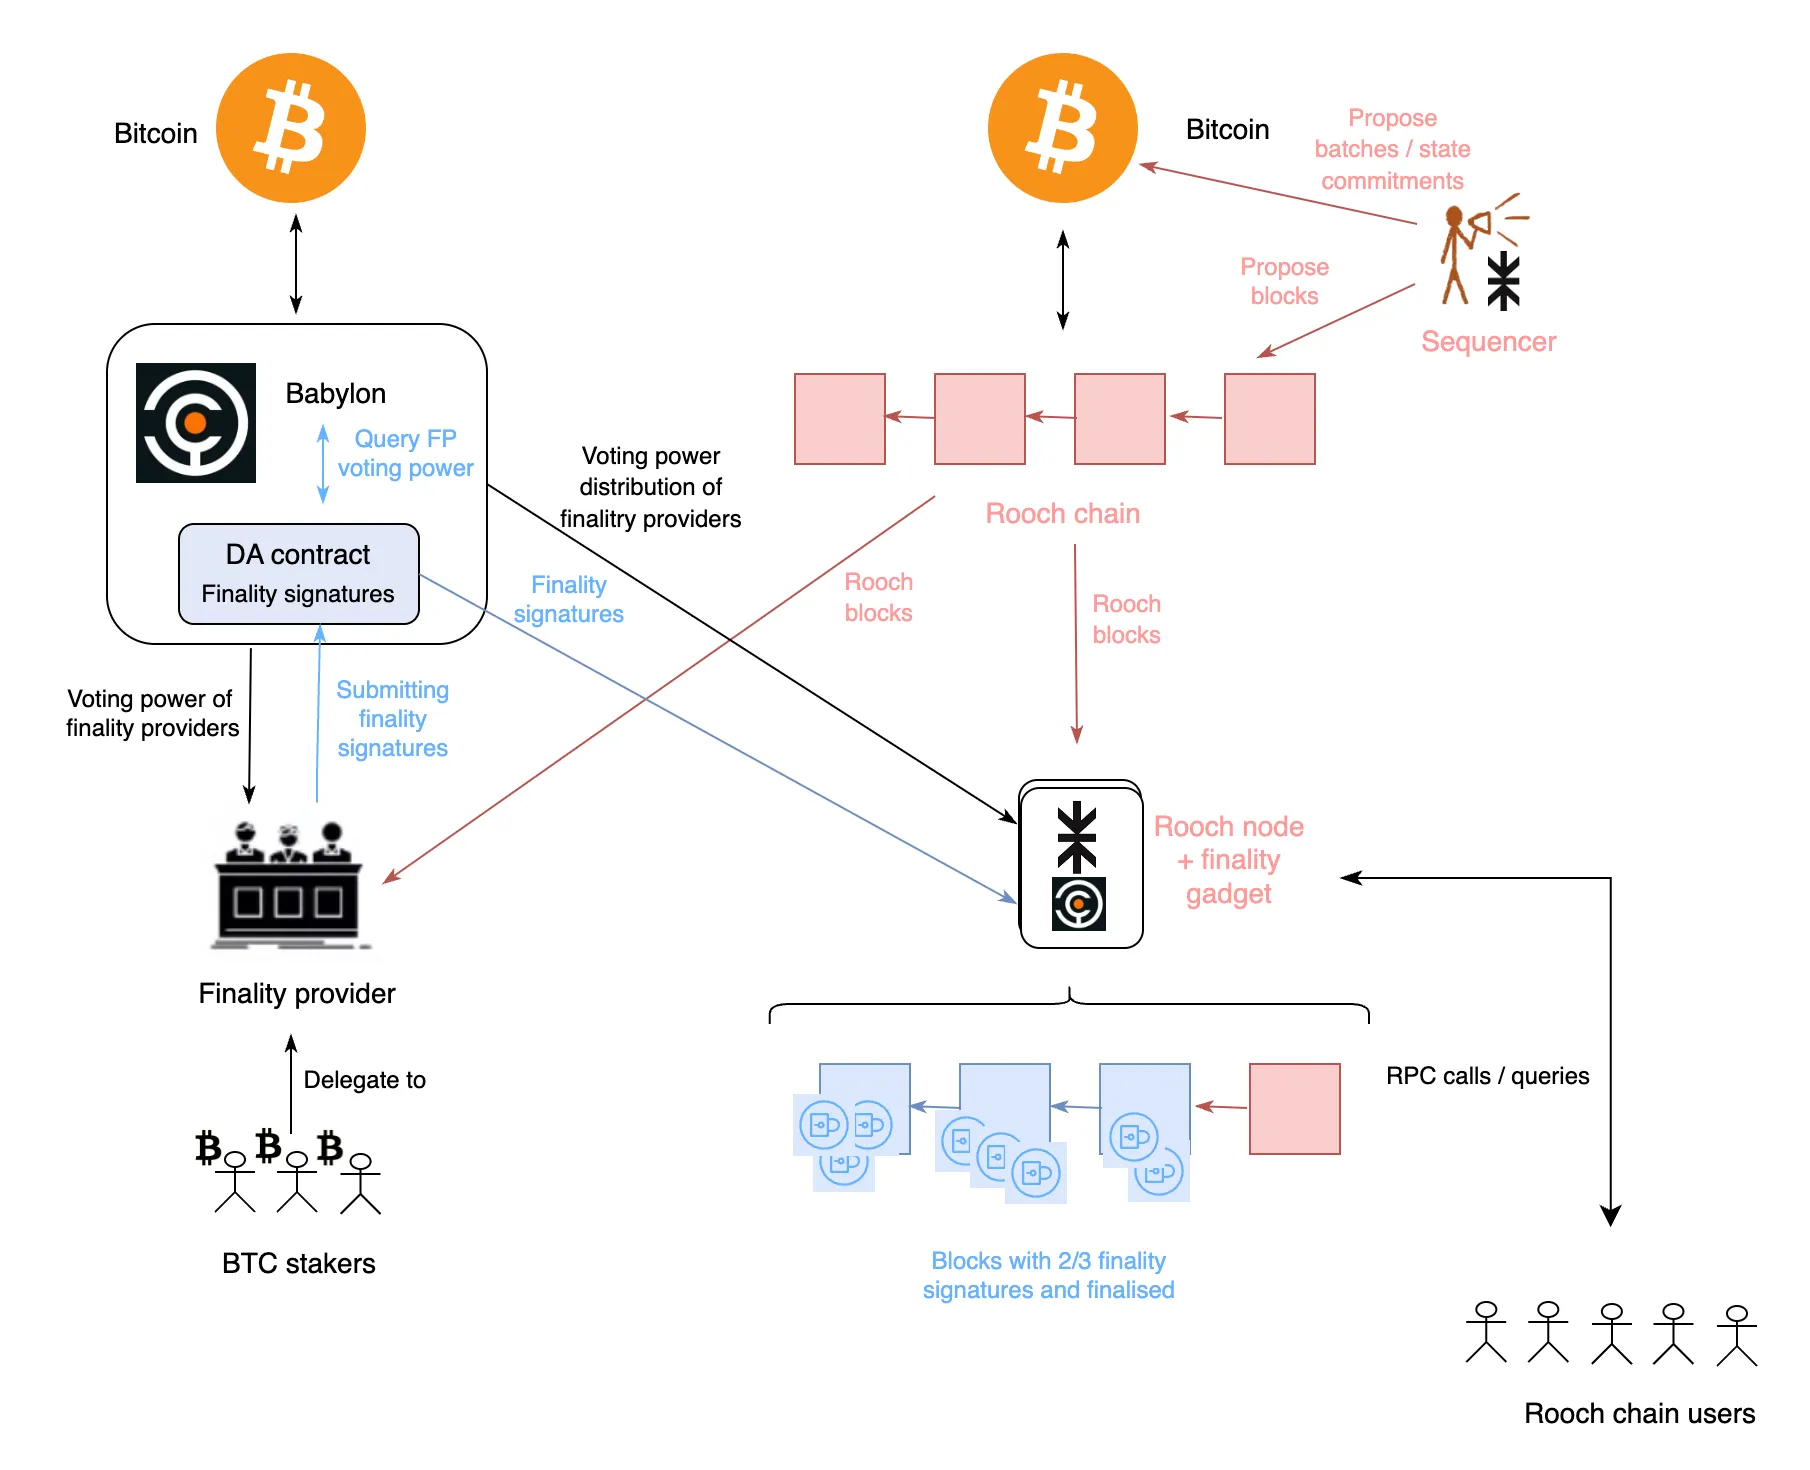 Bitcoin
Bitcoin
Propose
batches / state
commitments
Propose
blocks
Sequencer
Babylon
Query FP
voting power
DA contract
Finality signatures
Voting power
distribution of
finalitry providers
Rooch chain
Finality
signatures
Rooch
blocks
Rooch
blocks
Voting power of
finality providers
Submitting
finality
signatures
Rooch node
+ finality
gadget
Finality provider
Delegate to
BTC stakers
RPC calls / queries
Blocks with 2/3 finality
signatures and finalised
Rooch chain users